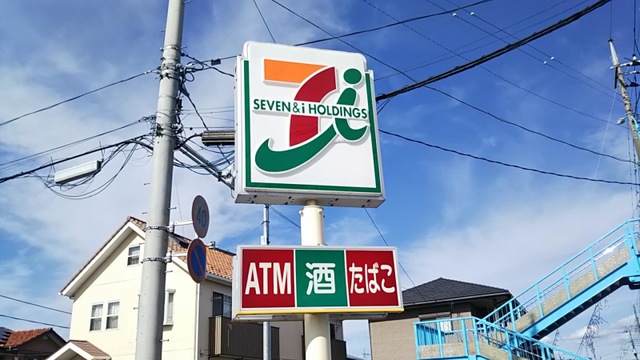 SEVEN & i HOLDINGS
ATM 酒 たばこ
40